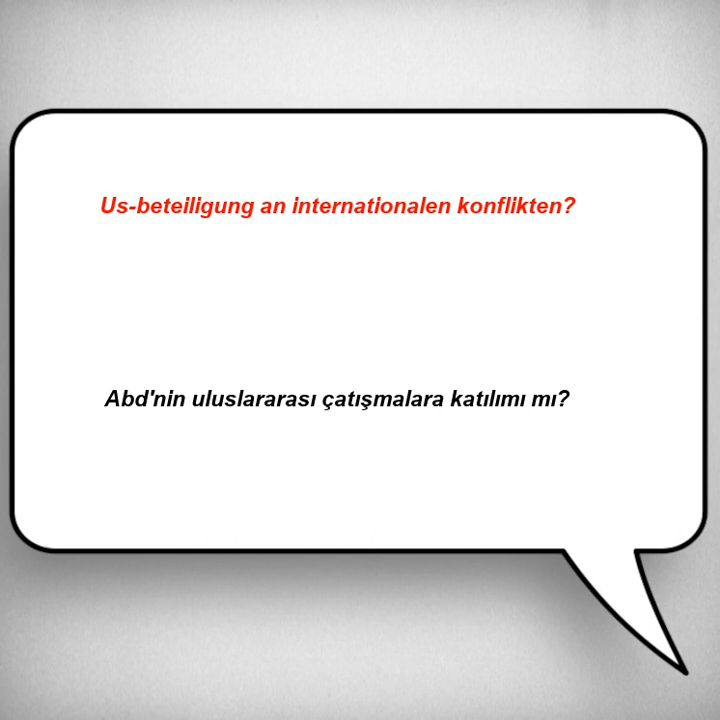 Us-beteiligung an internationalen konflikten?
Abd'nin uluslararası çatışmalara katılımı mı?